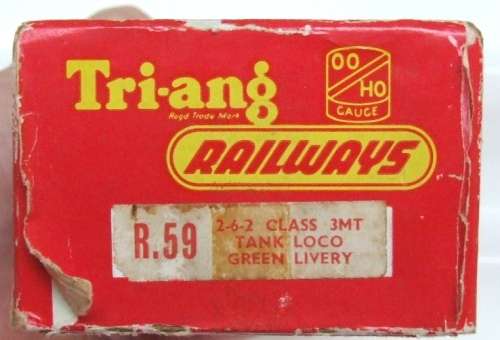 Tri-ang
Regd Trade Mark
OO
HO
GAUGE
RAILWAYS
R.59
2-6-2 CLASS 3MT
TANK LOCO
GREEN LIVERY